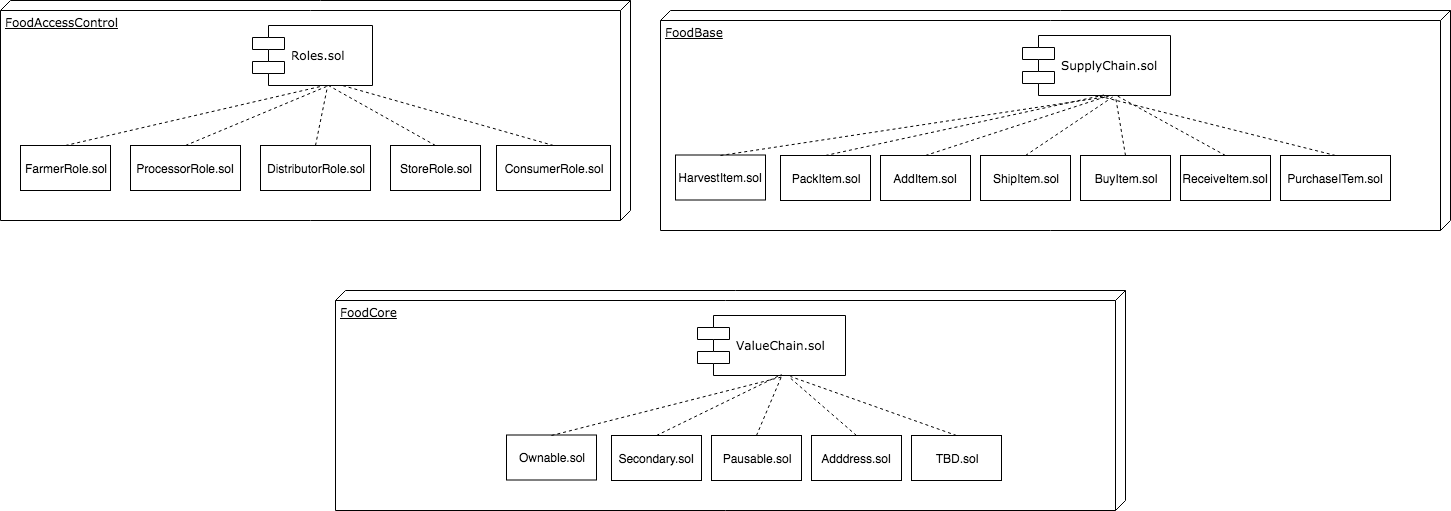 FoodAccessControl
Roles.sol
FarmerRole.sol
ProcessorRole.sol
DistributorRole.sol
StoreRole.sol
ConsumerRole.sol
FoodBase
SupplyChain.sol
HarvestItem.sol
PackItem.sol
AddItem.sol
ShipItem.sol
BuyItem.sol
ReceiveItem.sol
PurchaseITem.sol
FoodCore
ValueChain.sol
Ownable.sol
Secondary.sol
Pausable.sol
Adddress.sol
TBD.sol